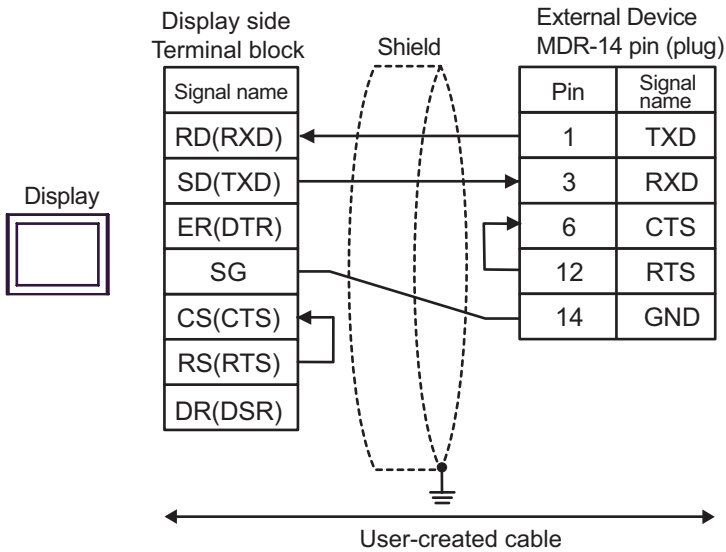 Display side
Terminal block
Shield
External Device
MDR-14 pin (plug)
Signal name
Pin
Signal
name
RD(RXD)
1
TXD
SD(TXD)
3
RXD
Display
ER(DTR)
6
CTS
SG
12
RTS
CS(CTS)
14
GND
RS(RTS)
DR(DSR)
User-created cable